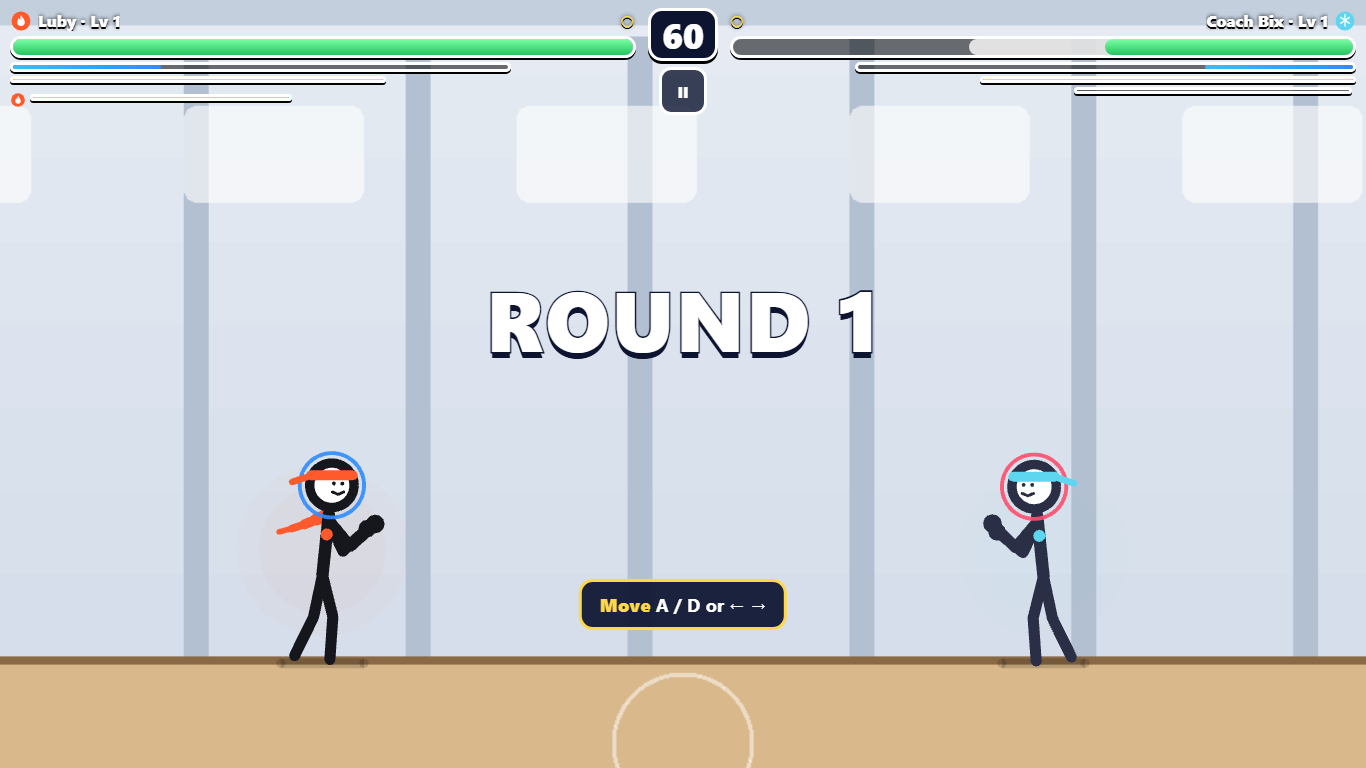 Luby · Lv 1
60
Coach Bix · Lv 1
ROUND 1
Move A / D or ← →